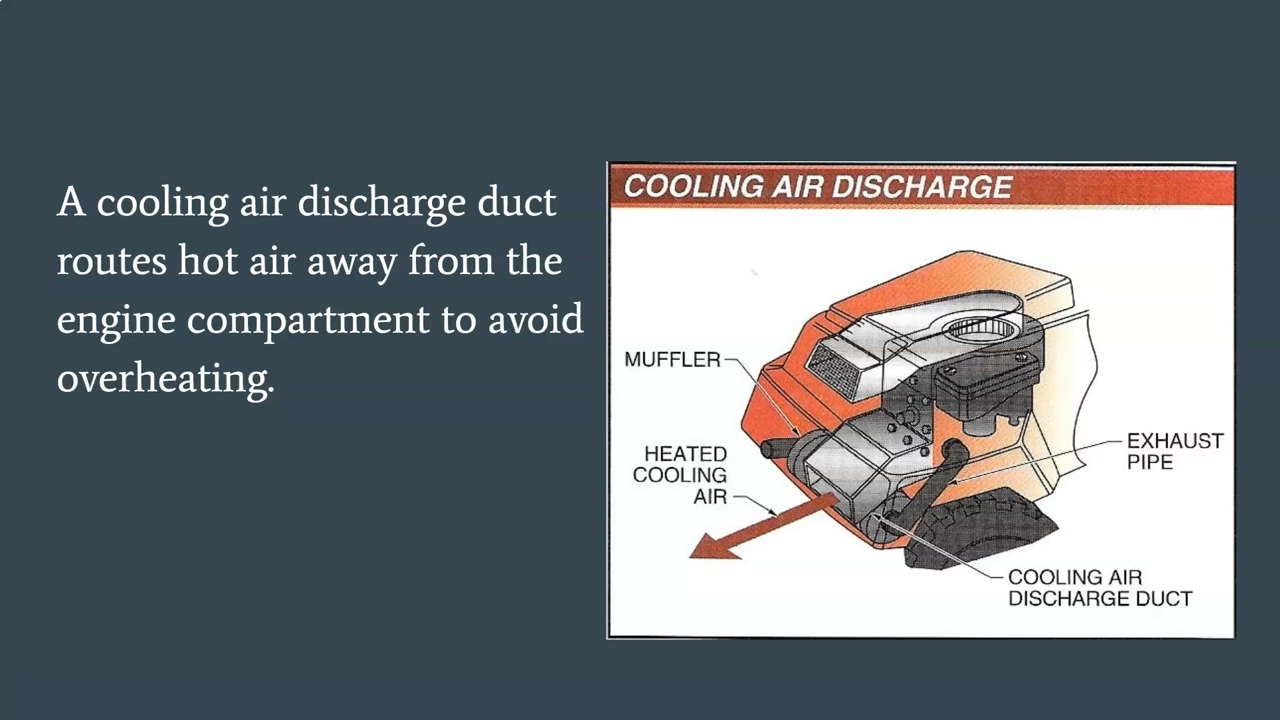 A cooling air discharge duct
routes hot air away from the
engine compartment to avoid
overheating.
COOLING AIR DISCHARGE
MUFFLER
HEATED
COOLING
AIR
EXHAUST
PIPE
COOLING AIR
DISCHARGE DUCT